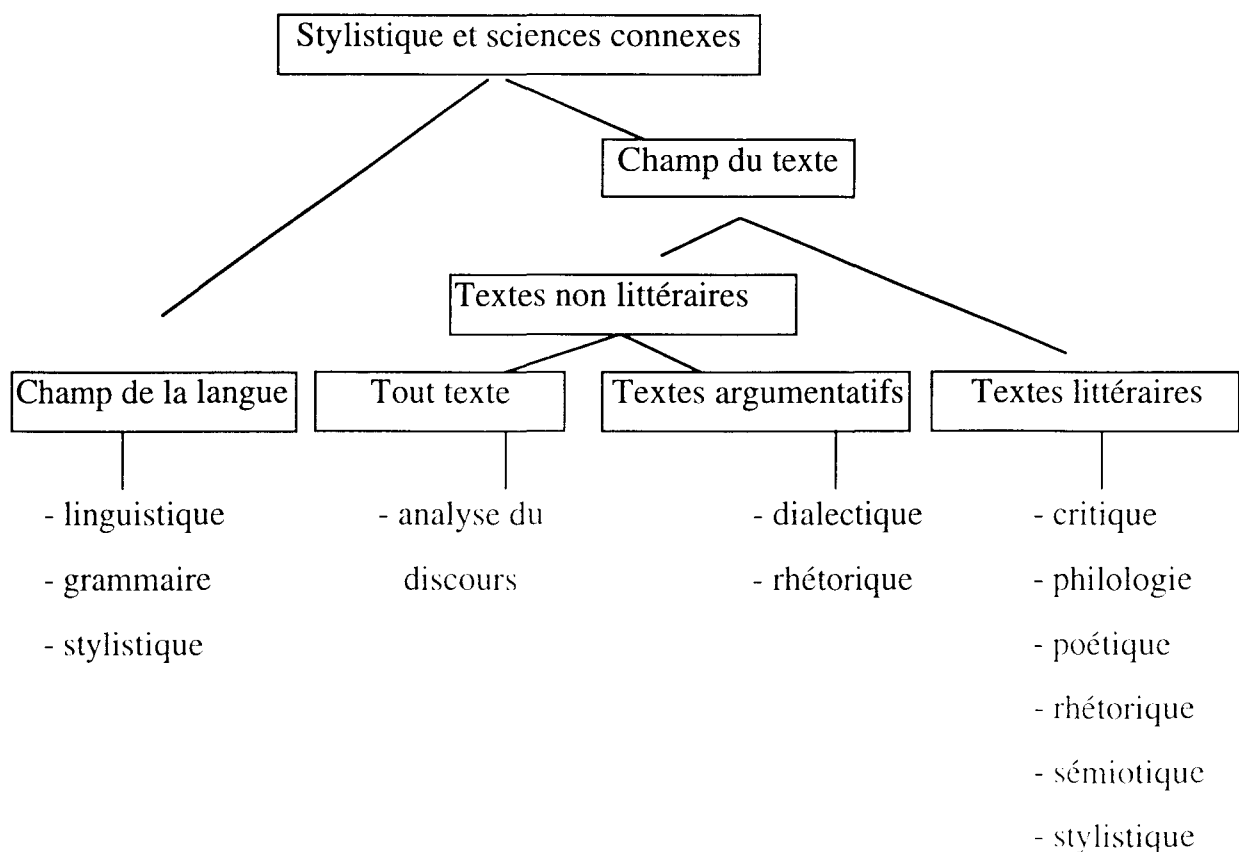 Stylistique et sciences connexes
Champ du texte
Textes non littéraires
Champ de la langue
Tout texte
Textes argumentatifs
Textes littéraires
- linguistique
- grammaire
- stylistique
- analyse du
discours
- dialectique
- rhétorique
- critique
- philologie
- poétique
- rhétorique
- sémiotique
- stylistique